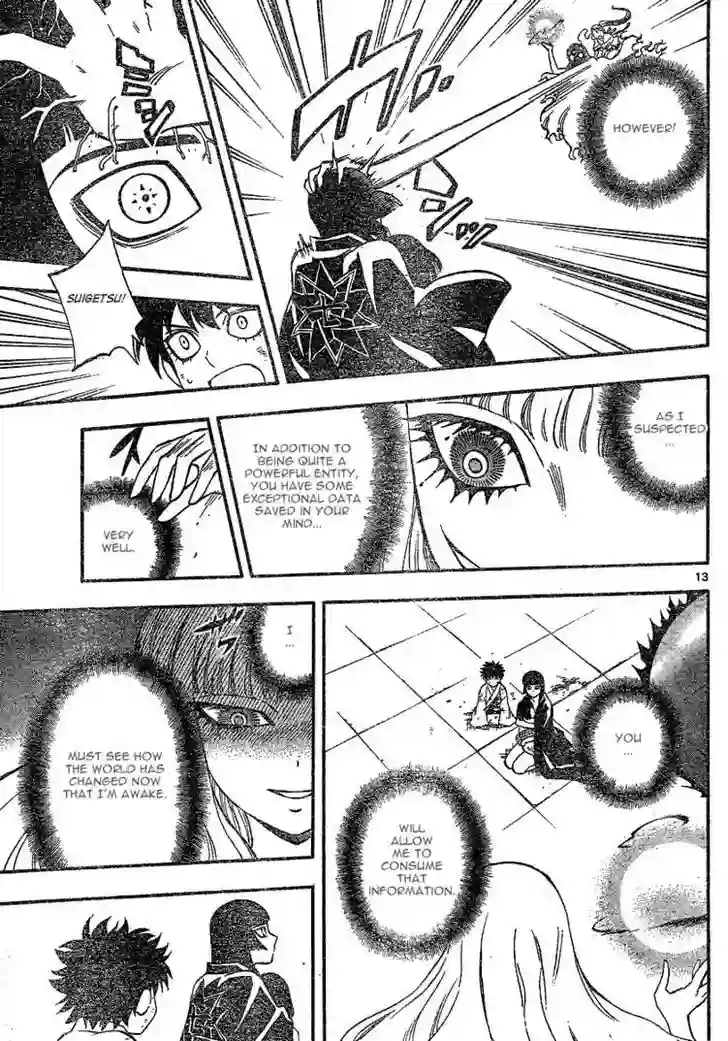 HOWEVER!
SUIGETSU!
AS I
SUSPECTED
...
IN ADDITION TO
BEING QUITE A
POWERFUL ENTITY,
YOU HAVE SOME
EXCEPTIONAL DATA
SAVED IN YOUR
MIND...
VERY
WELL.
13
YOU
...
WILL
ALLOW
ME TO
CONSUME
THAT
INFORMATION.
I
...
MUST SEE HOW
THE WORLD HAS
CHANGED NOW
THAT I'M AWAKE.